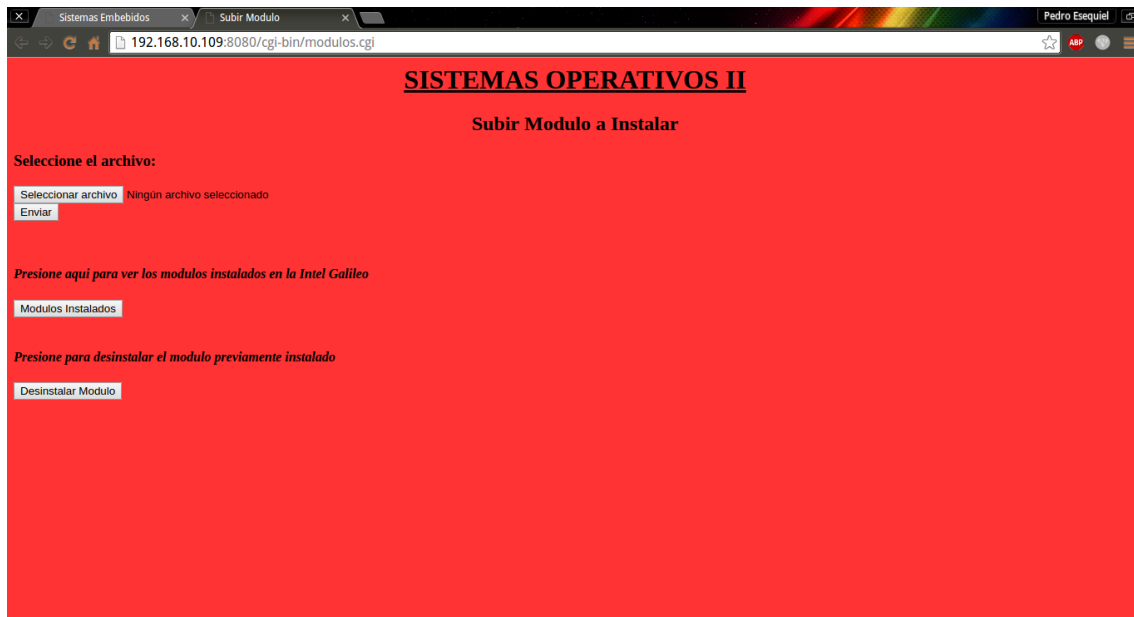 Sistemas Embebidos
Subir Modulo
Pedro Esequiel
192.168.10.109:8080/cgi-bin/modulos.cgi
ABP
SISTEMAS OPERATIVOS II
Subir Modulo a Instalar
Seleccione el archivo:
Seleccionar archivo Ningún archivo seleccionado
Enviar
Presione aqui para ver los modulos instalados en la Intel Galileo
Modulos Instalados
Presione para desinstalar el modulo previamente instalado
Desinstalar Modulo